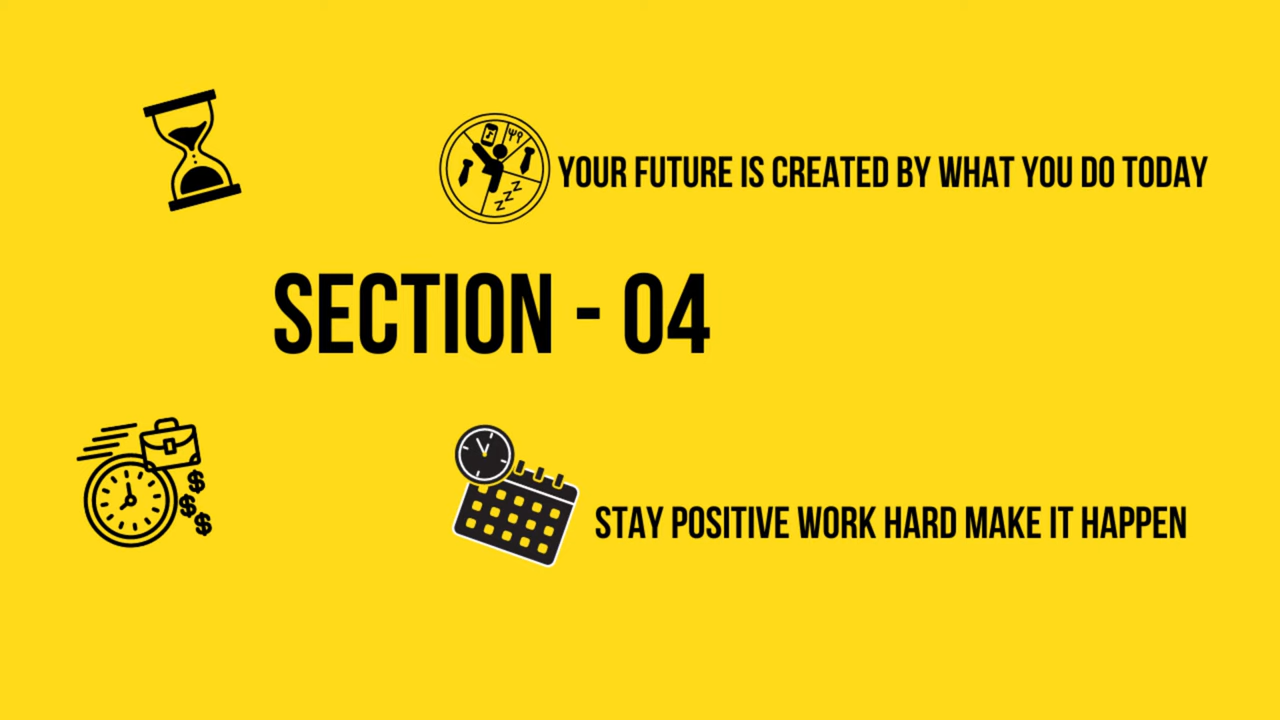 YOUR FUTURE IS CREATED BY WHAT YOU DO TODAY
SECTION - 04
STAY POSITIVE WORK HARD MAKE IT HAPPEN